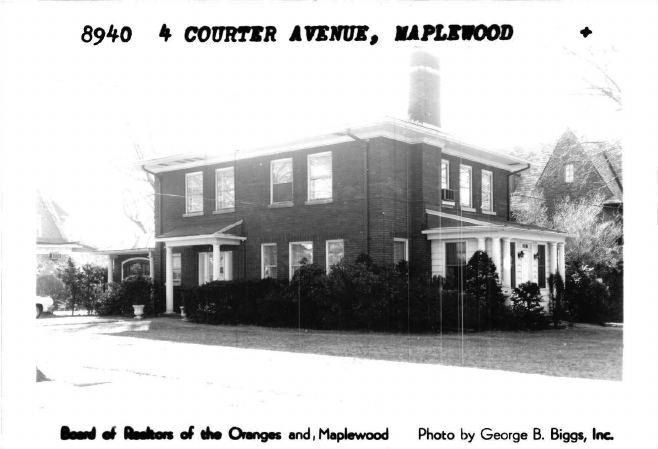 8940 4 COURTER AVENUE, MAPLEWOOD +
Board of Realtors of the Oranges and, Maplewood Photo by George B. Biggs, Inc.